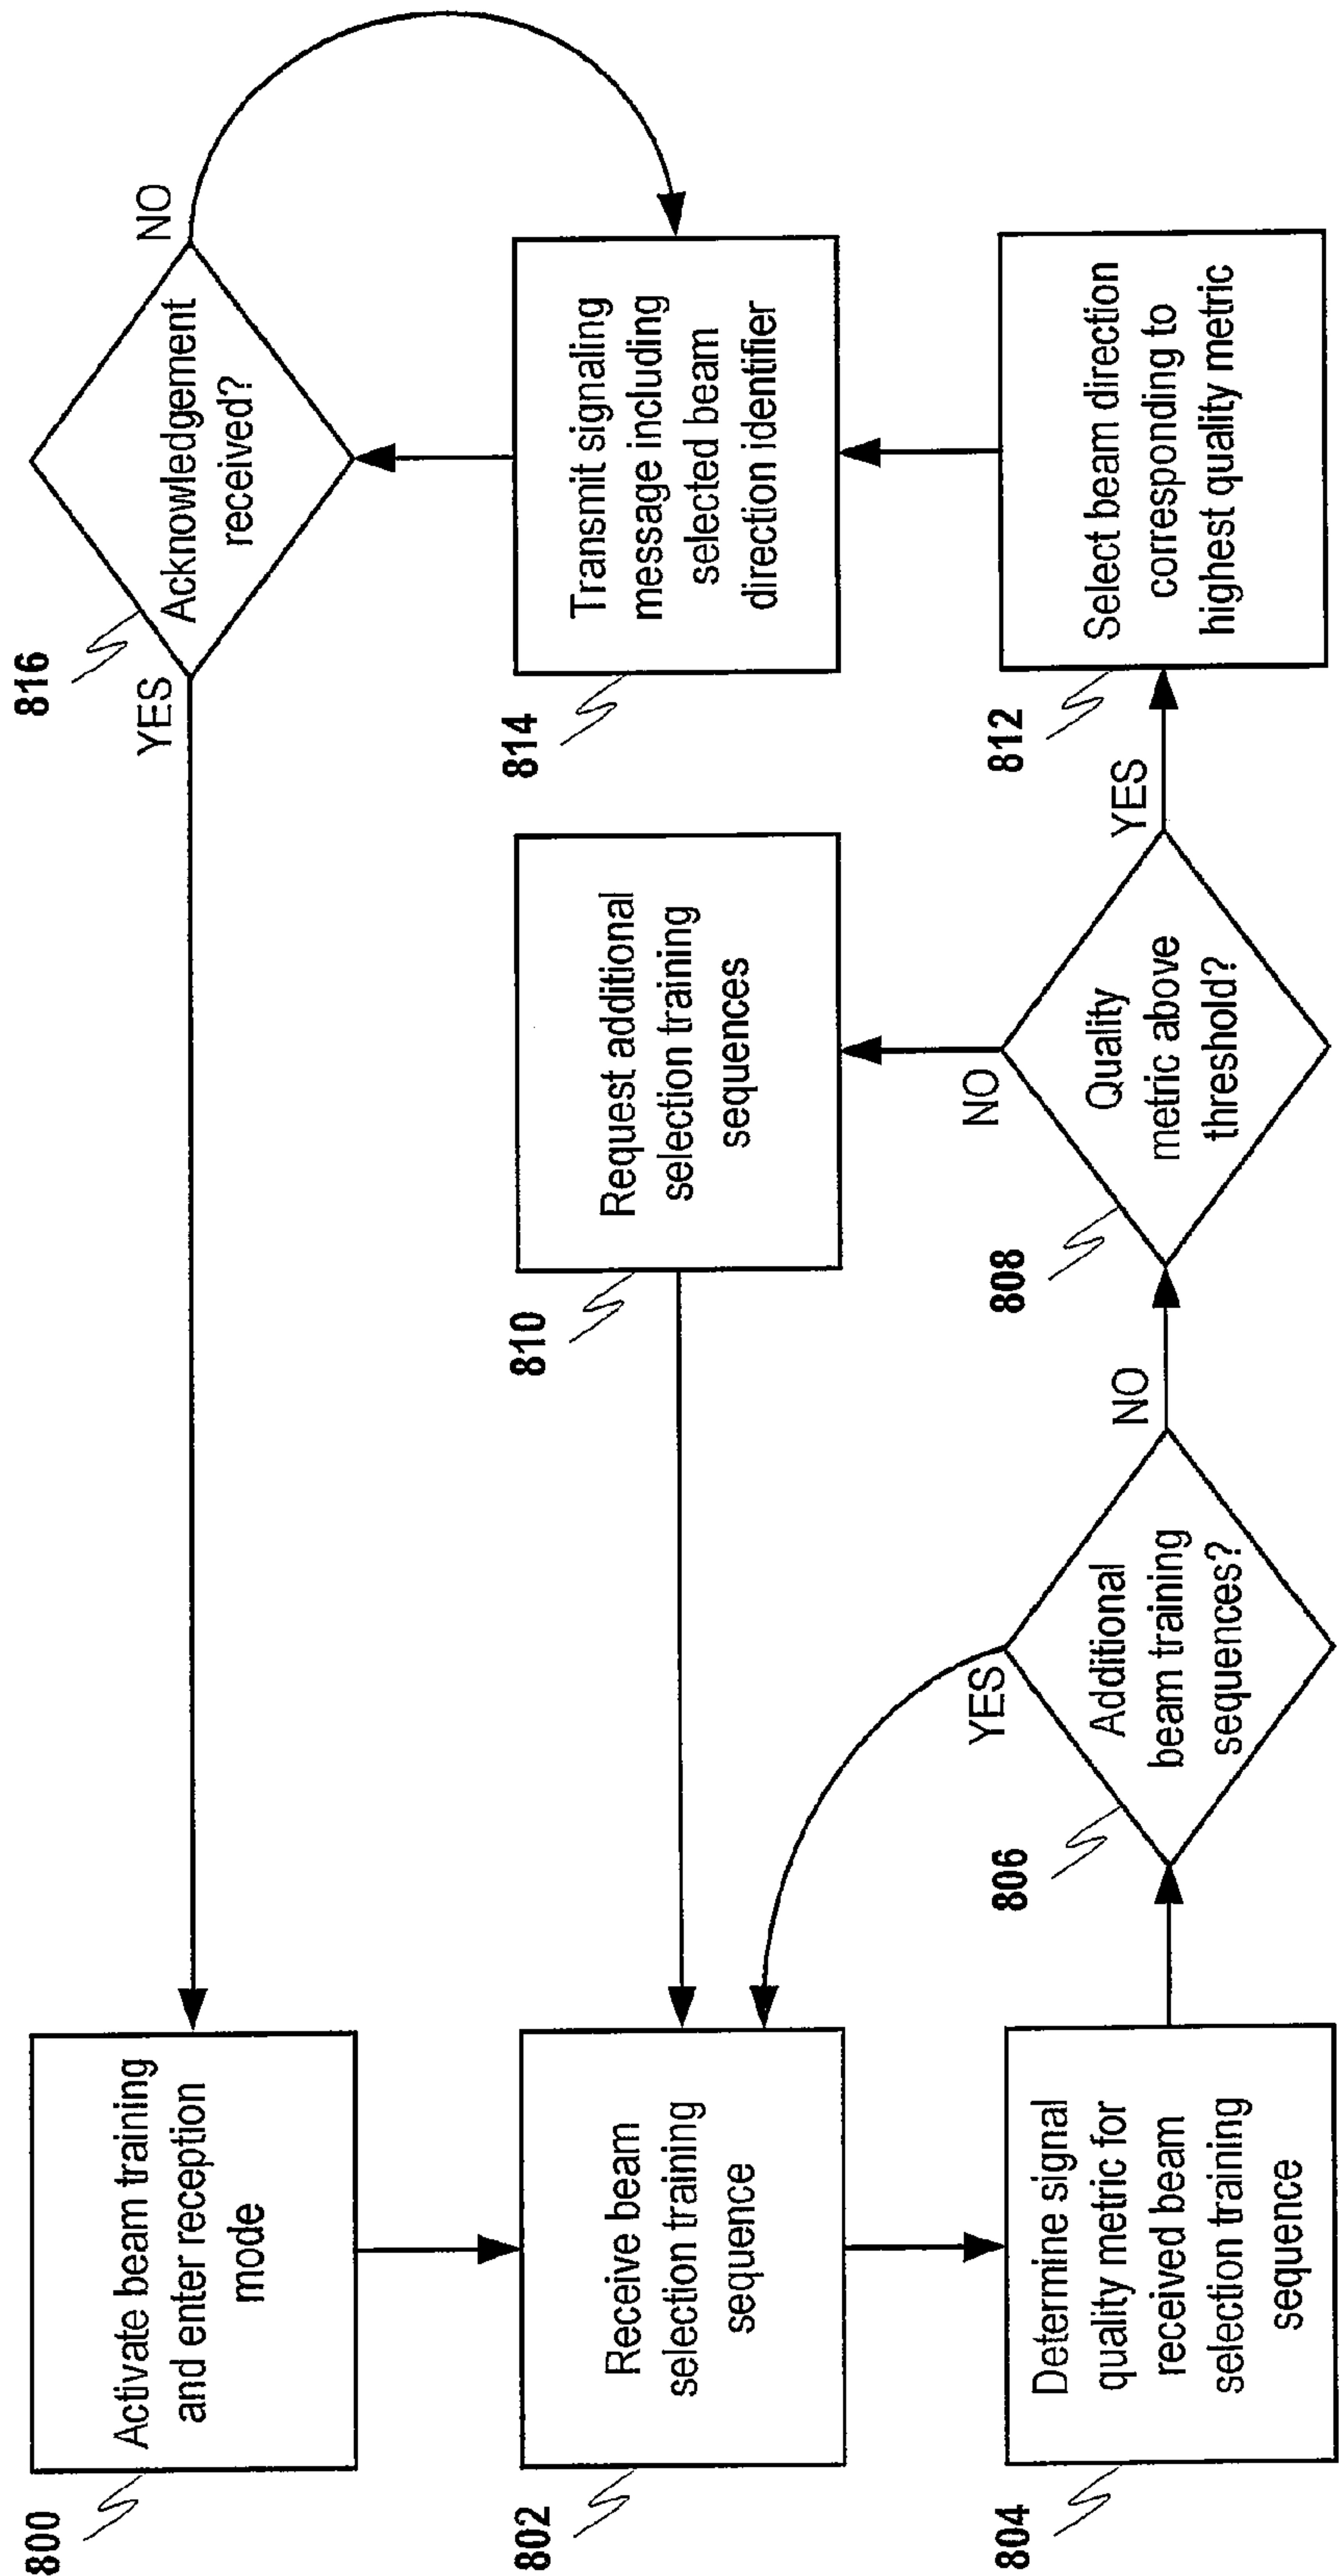 800
Activate beam training
and enter reception
mode
802
Receive beam
selection training
sequence
804
Determine signal
quality metric for
received beam
selection training
sequence
806
Additional
beam training
sequences?
YES
NO
808
Quality
metric above
threshold?
NO
YES
810
Request additional
selection training
sequences
812
Select beam direction
corresponding to
highest quality metric
814
Transmit signaling
message including
selected beam
direction identifier
816
Acknowledgement
received?
YES
NO